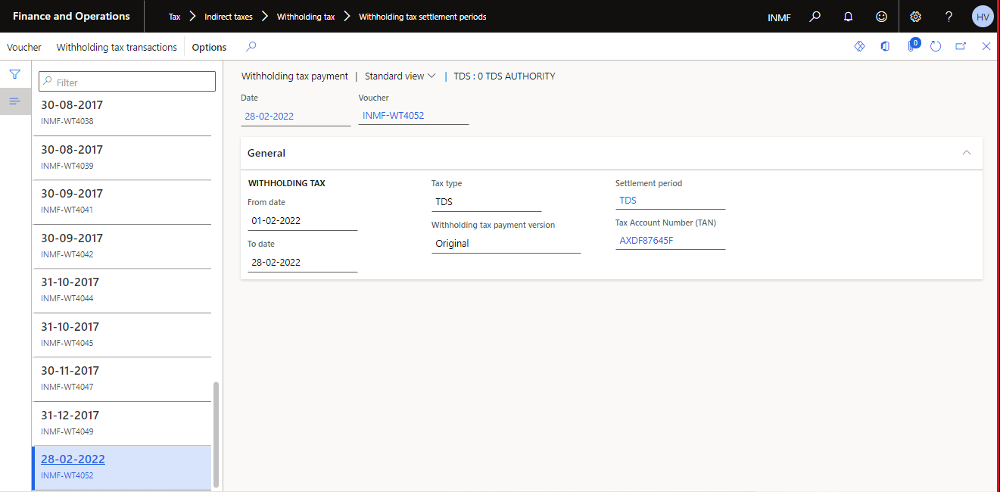 Finance and Operations
Tax Indirect taxes Withholding tax Withholding tax settlement periods
INMF
HV
Voucher Withholding tax transactions Options
0
Filter
30-08-2017
INMF-WT4038
30-08-2017
INMF-WT4039
30-09-2017
INMF-WT4041
30-09-2017
INMF-WT4042
31-10-2017
INMF-WT4044
31-10-2017
INMF-WT4045
30-11-2017
INMF-WT4047
31-12-2017
INMF-WT4049
28-02-2022
INMF-WT4052
Withholding tax payment | Standard view | TDS : 0 TDS AUTHORITY
Date
28-02-2022
Voucher
INMF-WT4052
General
WITHHOLDING TAX
From date
01-02-2022
To date
28-02-2022
Tax type
TDS
Withholding tax payment version
Original
Settlement period
TDS
Tax Account Number (TAN)
AXDF87645F